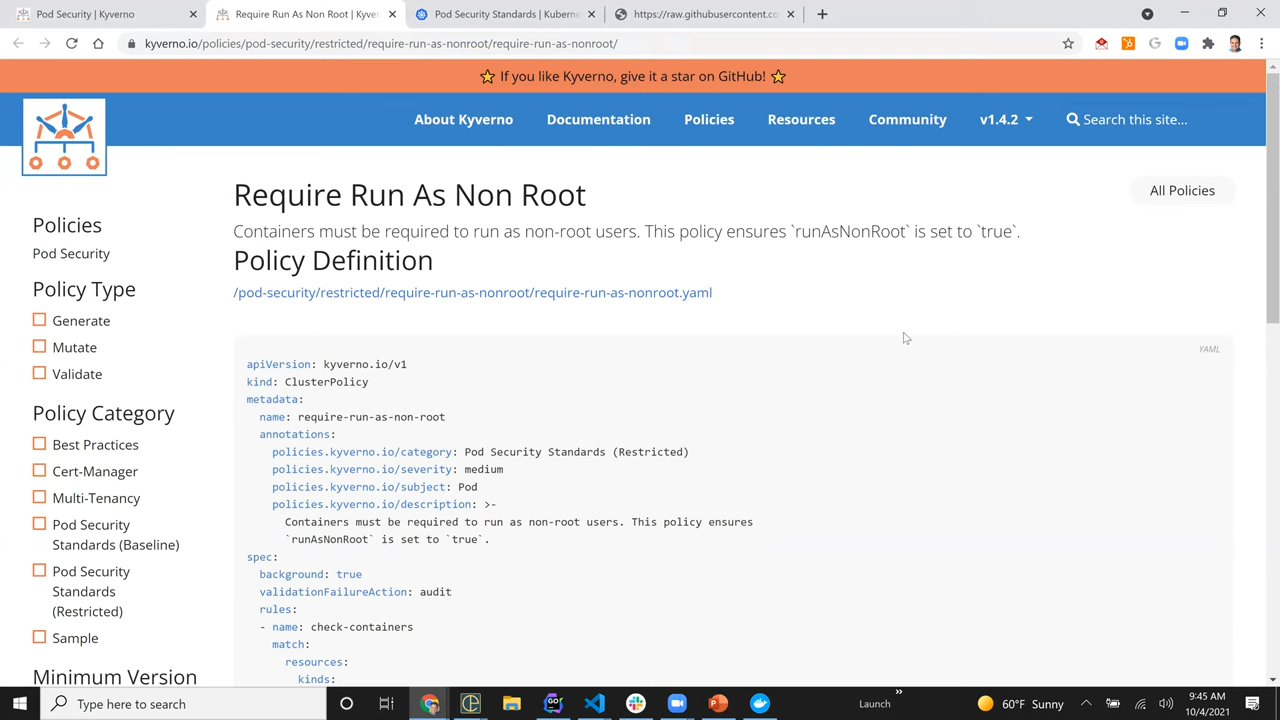 Pod Security | Kyverno
Require Run As Non Root | Kyver
Pod Security Standards | Kuberne
https://raw.githubusercontent.co
kyverno.io/policies/pod-security/restricted/require-run-as-nonroot/require-run-as-nonroot/
If you like Kyverno, give it a star on GitHub!
About Kyverno
Documentation
Policies
Resources
Community
v1.4.2
Search this site...
Policies
Pod Security
Policy Type
Generate
Mutate
Validate
Policy Category
Best Practices
Cert-Manager
Multi-Tenancy
Pod Security
Standards (Baseline)
Pod Security
Standards
(Restricted)
Sample
Minimum Version
Require Run As Non Root
All Policies
Containers must be required to run as non-root users. This policy ensures `runAsNonRoot` is set to `true`.
Policy Definition
/pod-security/restricted/require-run-as-nonroot/require-run-as-nonroot.yaml
YAML
apiVersion: kyverno.io/v1
kind: ClusterPolicy
metadata:
name: require-run-as-non-root
annotations:
policies.kyverno.io/category: Pod Security Standards (Restricted)
policies.kyverno.io/severity: medium
policies.kyverno.io/subject: Pod
policies.kyverno.io/description: >-
Containers must be required to run as non-root users. This policy ensures
`runAsNonRoot` is set to `true`.
spec:
background: true
validationFailureAction: audit
rules:
- name: check-containers
match:
resources:
kinds:
Type here to search
Launch
60°F Sunny
9:45 AM
10/4/2021